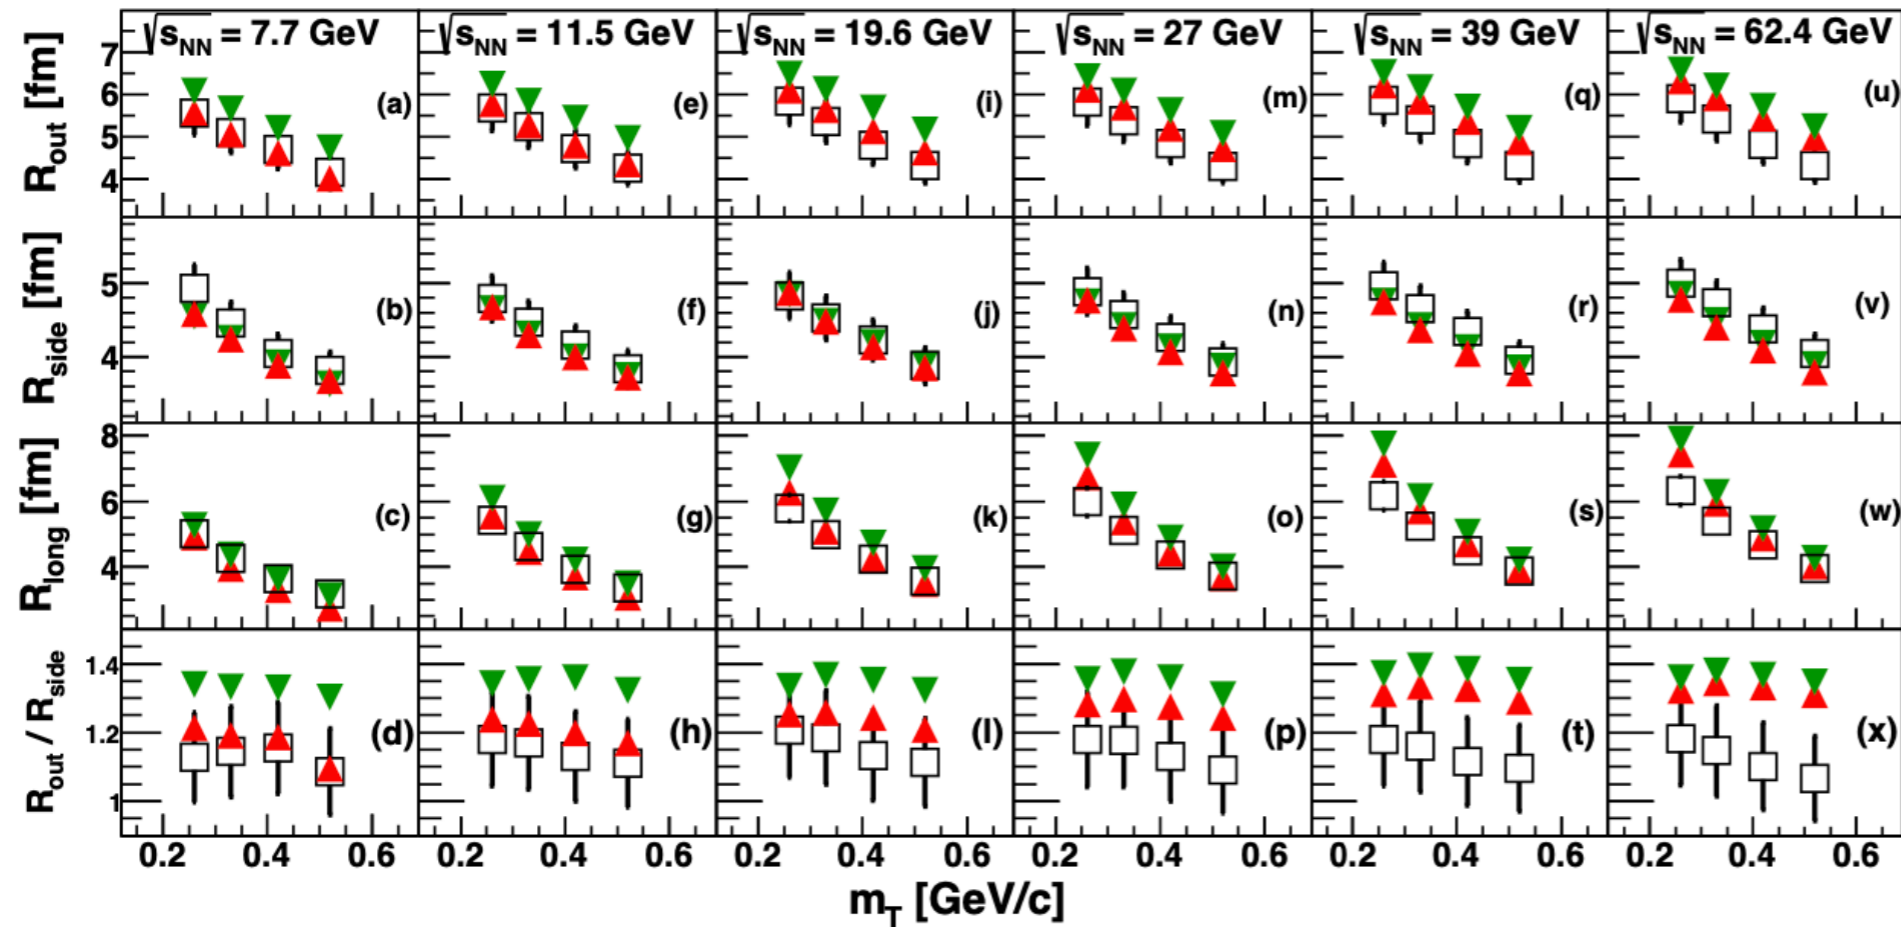 √sNN = 7.7 GeV √sNN = 11.5 GeV √sNN = 19.6 GeV √sNN = 27 GeV √sNN = 39 GeV √sNN = 62.4 GeV
Rout [fm]
7
6
5
4
(a) (e) (i) (m) (q) (u)
Rside [fm]
5
4
(b) (f) (j) (n) (r) (v)
Rlong [fm]
8
6
4
(c) (g) (k) (o) (s) (w)
Rout / Rside
1.4
1.2
1
(d) (h) (l) (p) (t) (x)
0.2 0.4 0.6 0.2 0.4 0.6 0.2 0.4 0.6 0.2 0.4 0.6 0.2 0.4 0.6 0.2 0.4 0.6
mT [GeV/c]